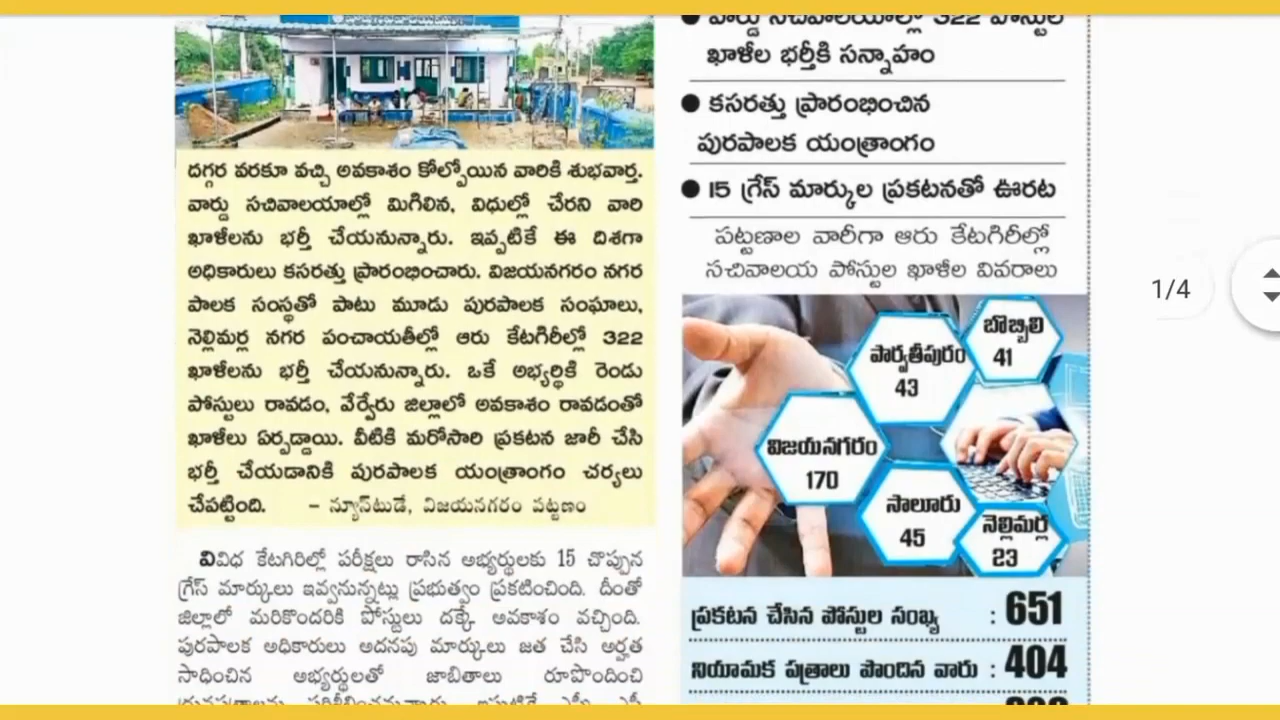 దగ్గర వరకూ వచ్చి అవకాశం కోల్పోయిన వారికి శుభవార్త.
వార్డు సచివాలయాల్లో మిగిలిన, విధుల్లో చేరని వారి
ఖాళీలను భర్తీ చేయనున్నారు. ఇప్పటికే ఈ దిశగా
అధికారులు కసరత్తు ప్రారంభించారు. విజయనగరం నగర
పాలక సంస్థతో పాటు మూడు పురపాలక సంఘాలు,
నెల్లిమర్ల నగర పంచాయతీల్లో ఆరు కేటగిరీల్లో 322
ఖాళీలను భర్తీ చేయనున్నారు. ఒకే అభ్యర్థికి రెండు
పోస్టులు రావడం, వేర్వేరు జిల్లాలో అవకాశం రావడంతో
ఖాళీలు ఏర్పడ్డాయి. వీటికి మరోసారి ప్రకటన జారీ చేసి
భర్తీ చేయడానికి పురపాలక యంత్రాంగం చర్యలు
చేపట్టింది. – న్యూస్‌టుడే, విజయనగరం పట్టణం
వివిధ కేటగిరిల్లో పరీక్షలు రాసిన అభ్యర్థులకు 15 చొప్పున
గ్రేస్ మార్కులు ఇవ్వనున్నట్లు ప్రభుత్వం ప్రకటించింది. దీంతో
జిల్లాలో మరికొందరికి పోస్టులు దక్కే అవకాశం వచ్చింది.
పురపాలక అధికారులు అదనపు మార్కులు జత చేసి అర్హత
సాధించిన అభ్యర్థులతో జాబితాలు రూపొందించి
● వార్డు సచివాలయాల్లో 322 పోస్టుల
ఖాళీల భర్తీకి సన్నాహం
● కసరత్తు ప్రారంభించిన
పురపాలక యంత్రాంగం
● 15 గ్రేస్ మార్కుల ప్రకటనతో ఊరట
పట్టణాల వారీగా ఆరు కేటగిరీల్లో
సచివాలయ పోస్టుల ఖాళీల వివరాలు
బొబ్బిలి
41
పార్వతీపురం
43
విజయనగరం
170
సాలూరు
45
నెల్లిమర్ల
23
ప్రకటన చేసిన పోస్టుల సంఖ్య : 651
నియామక పత్రాలు పొందిన వారు : 404
1/4